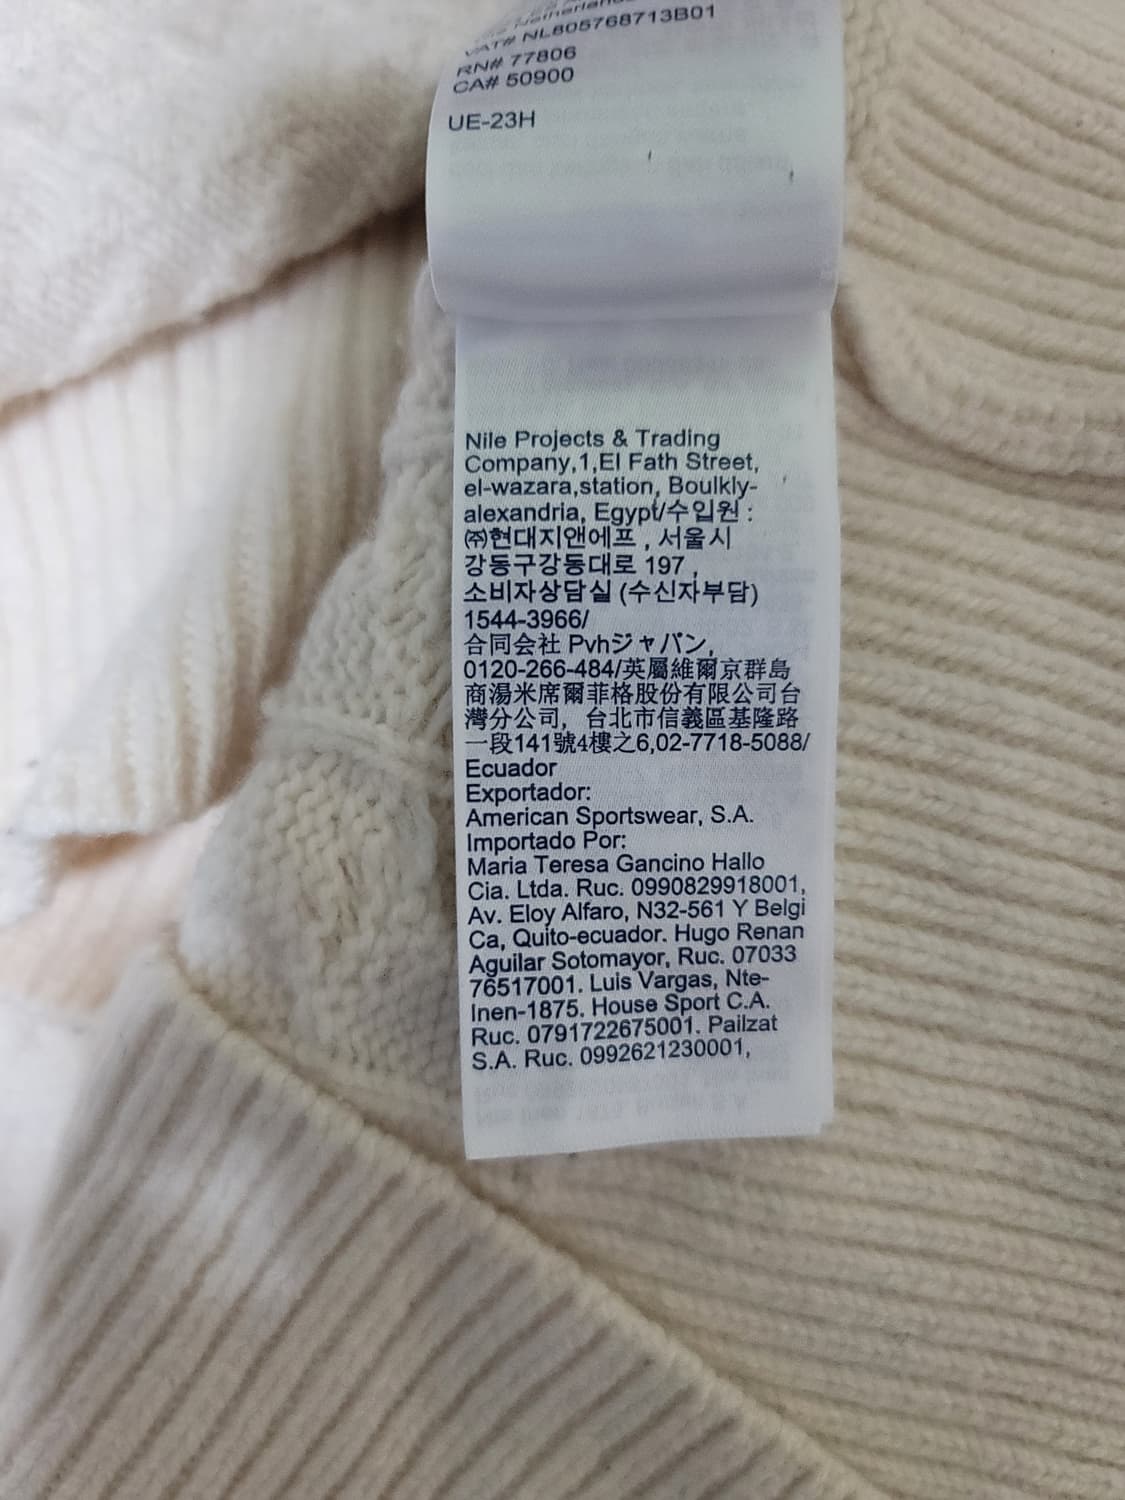 VAT# NL805768713B01
RN# 77806
CA# 50900
UE-23H
Nile Projects & Trading
Company,1,El Fath Street,
el-wazara,station, Boulkly-
alexandria, Egypt/수입원 :
㈜현대지앤에프 , 서울시
강동구강동대로 197 ,
소비자상담실 (수신자부담)
1544-3966/
合同会社 Pvhジャパン,
0120-266-484/英屬維爾京群島
商湯米席爾菲格股份有限公司台
灣分公司, 台北市信義區基隆路
一段141號4樓之6,02-7718-5088/
Ecuador
Exportador:
American Sportswear, S.A.
Importado Por:
Maria Teresa Gancino Hallo
Cia. Ltda. Ruc. 0990829918001,
Av. Eloy Alfaro, N32-561 Y Belgi
Ca, Quito-ecuador. Hugo Renan
Aguilar Sotomayor, Ruc. 07033
76517001. Luis Vargas, Nte-
Inen-1875. House Sport C.A.
Ruc. 0791722675001. Pailzat
S.A. Ruc. 0992621230001,